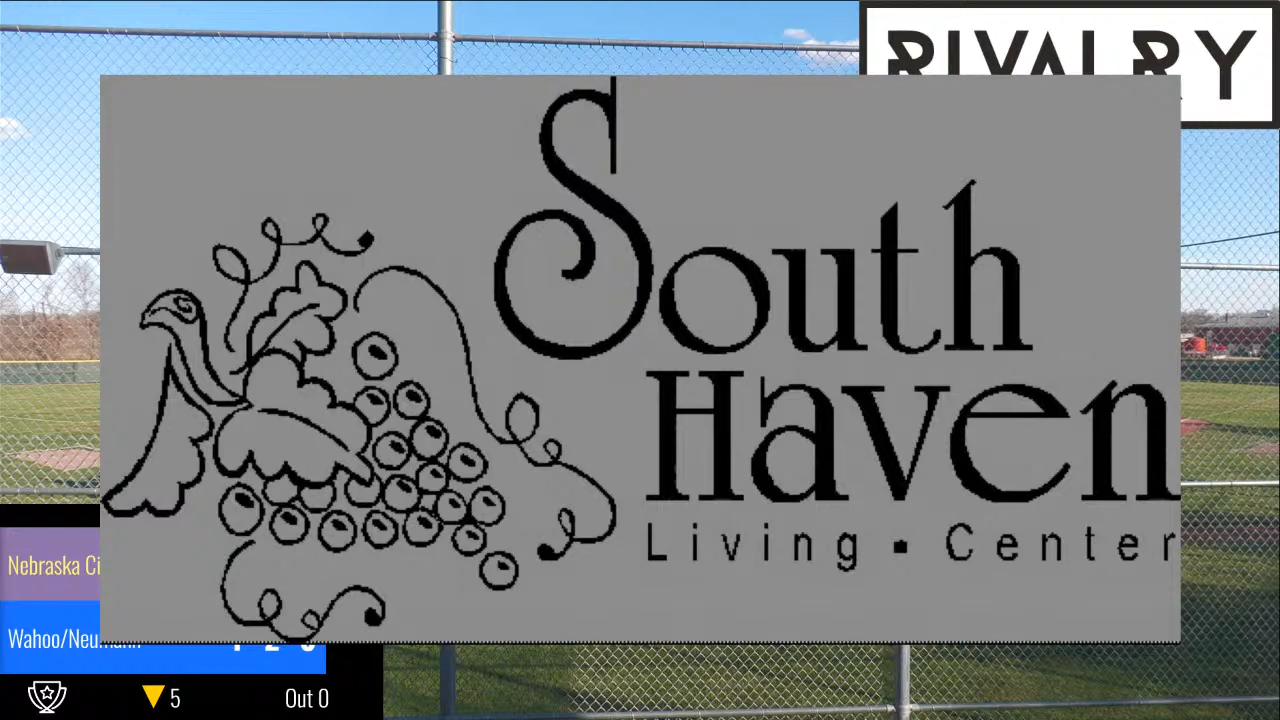 RIVALRY
South
Haven
Living ▪ Center
Nebraska Ci
Wahoo/Neumann
5 Out 0